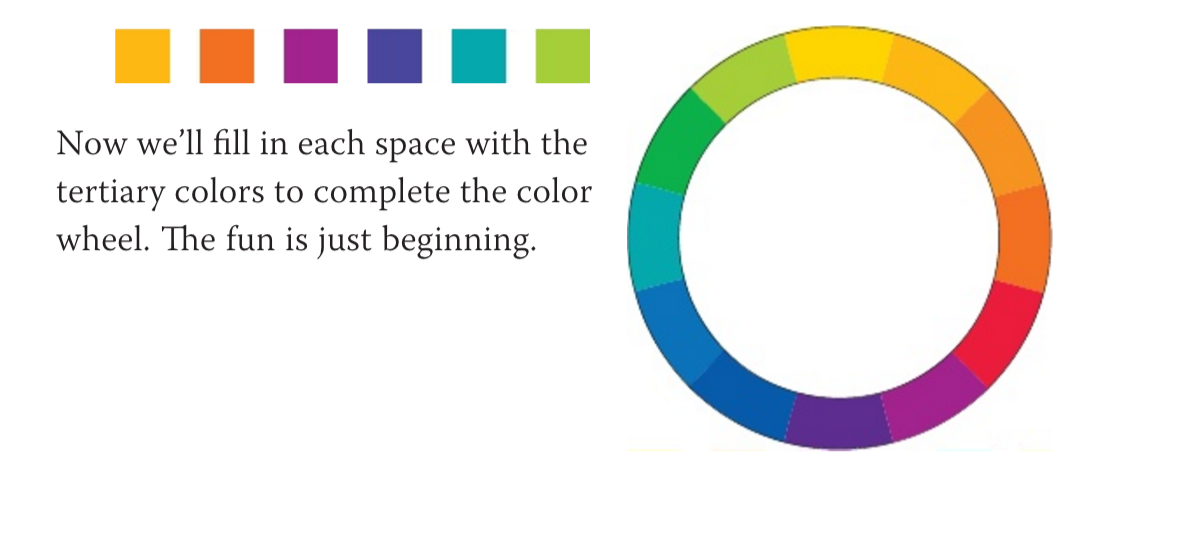 Now we’ll fill in each space with the
tertiary colors to complete the color
wheel. The fun is just beginning.